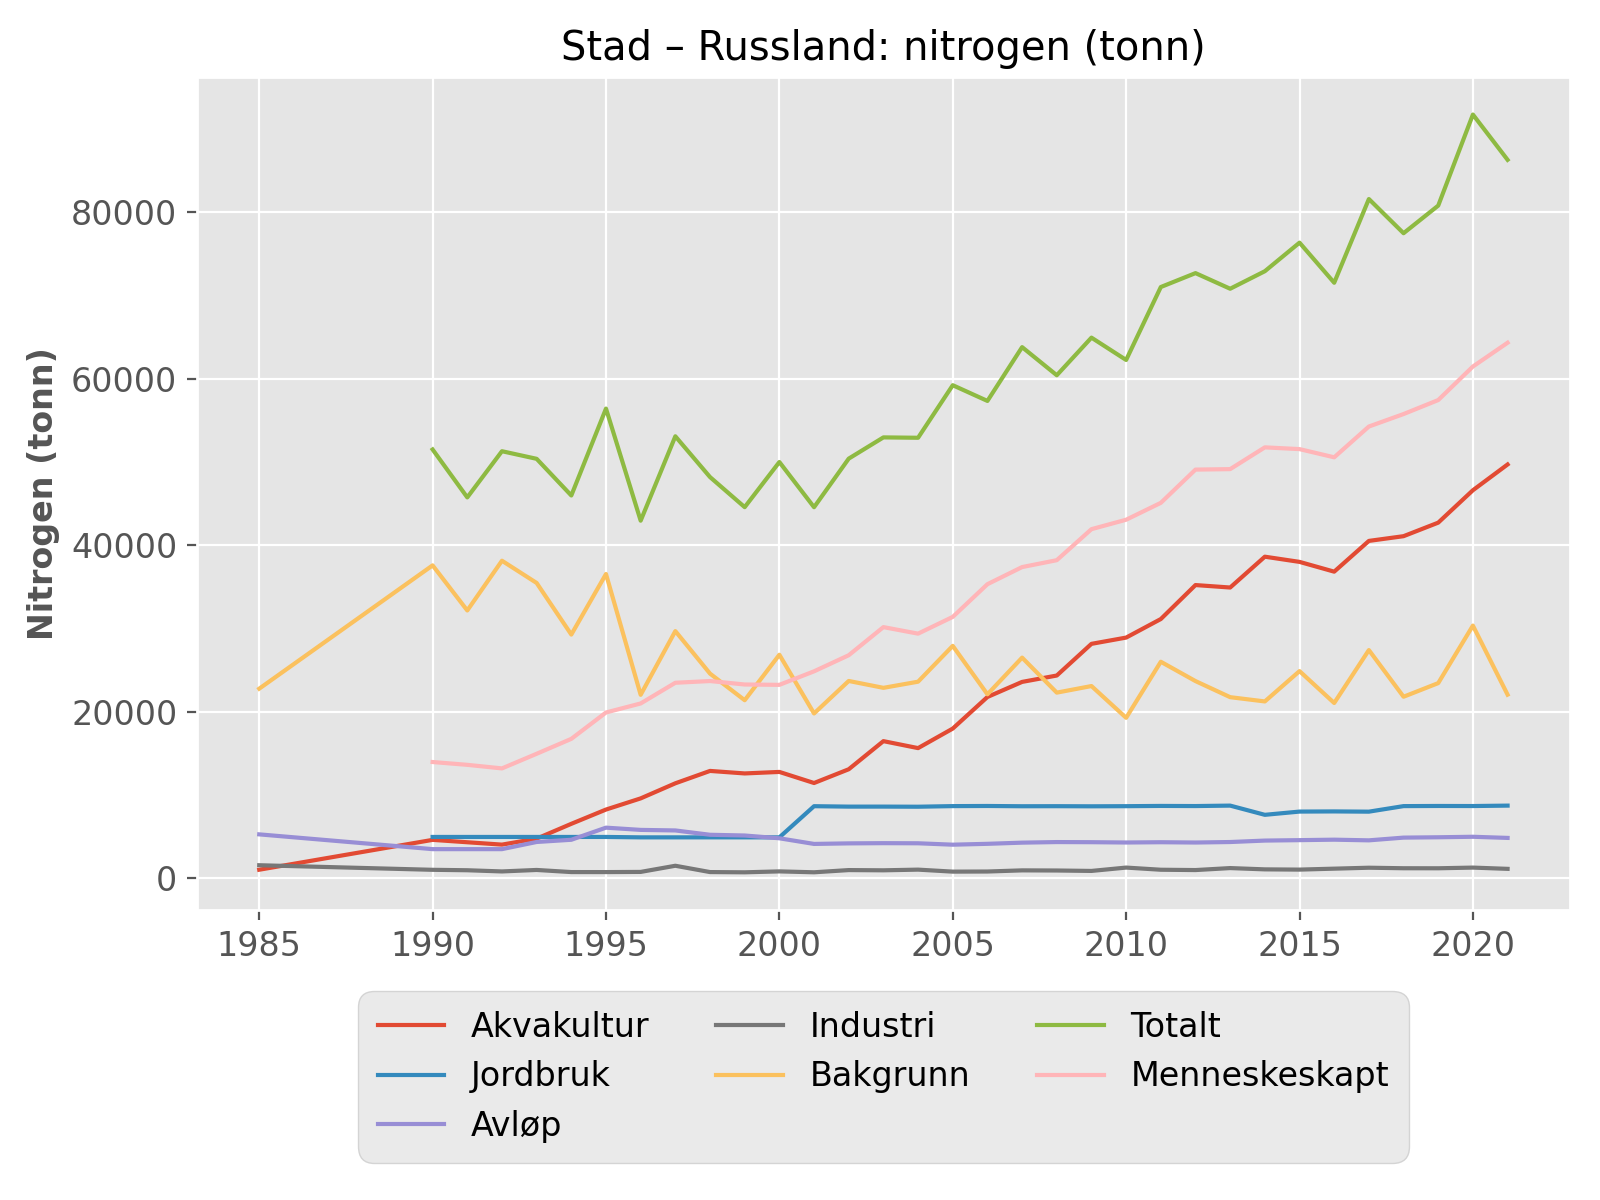 Stad – Russland: nitrogen (tonn)
Nitrogen (tonn)
80000
60000
40000
20000
0
1985 1990 1995 2000 2005 2010 2015 2020
Akvakultur Industri Totalt
Jordbruk Bakgrunn Menneskeskapt
Avløp